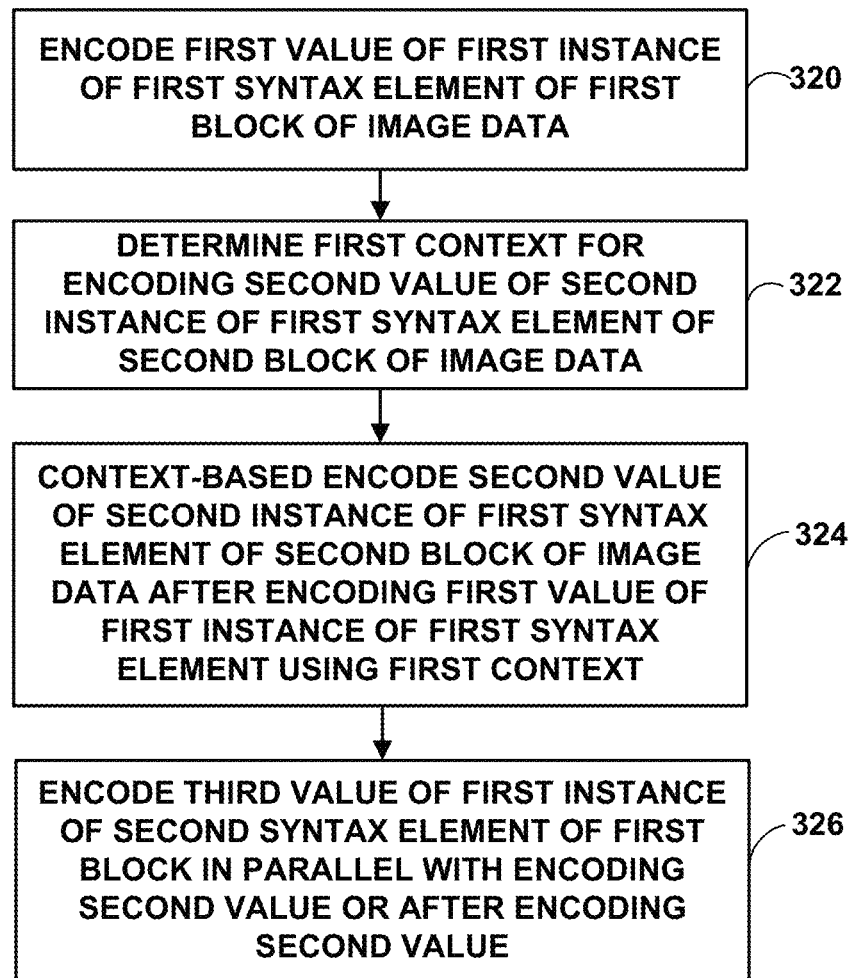 ENCODE FIRST VALUE OF FIRST INSTANCE
OF FIRST SYNTAX ELEMENT OF FIRST
BLOCK OF IMAGE DATA
320
DETERMINE FIRST CONTEXT FOR
ENCODING SECOND VALUE OF SECOND
INSTANCE OF FIRST SYNTAX ELEMENT OF
SECOND BLOCK OF IMAGE DATA
322
CONTEXT-BASED ENCODE SECOND VALUE
OF SECOND INSTANCE OF FIRST SYNTAX
ELEMENT OF SECOND BLOCK OF IMAGE
DATA AFTER ENCODING FIRST VALUE OF
FIRST INSTANCE OF FIRST SYNTAX
ELEMENT USING FIRST CONTEXT
324
ENCODE THIRD VALUE OF FIRST INSTANCE
OF SECOND SYNTAX ELEMENT OF FIRST
BLOCK IN PARALLEL WITH ENCODING
SECOND VALUE OR AFTER ENCODING
SECOND VALUE
326